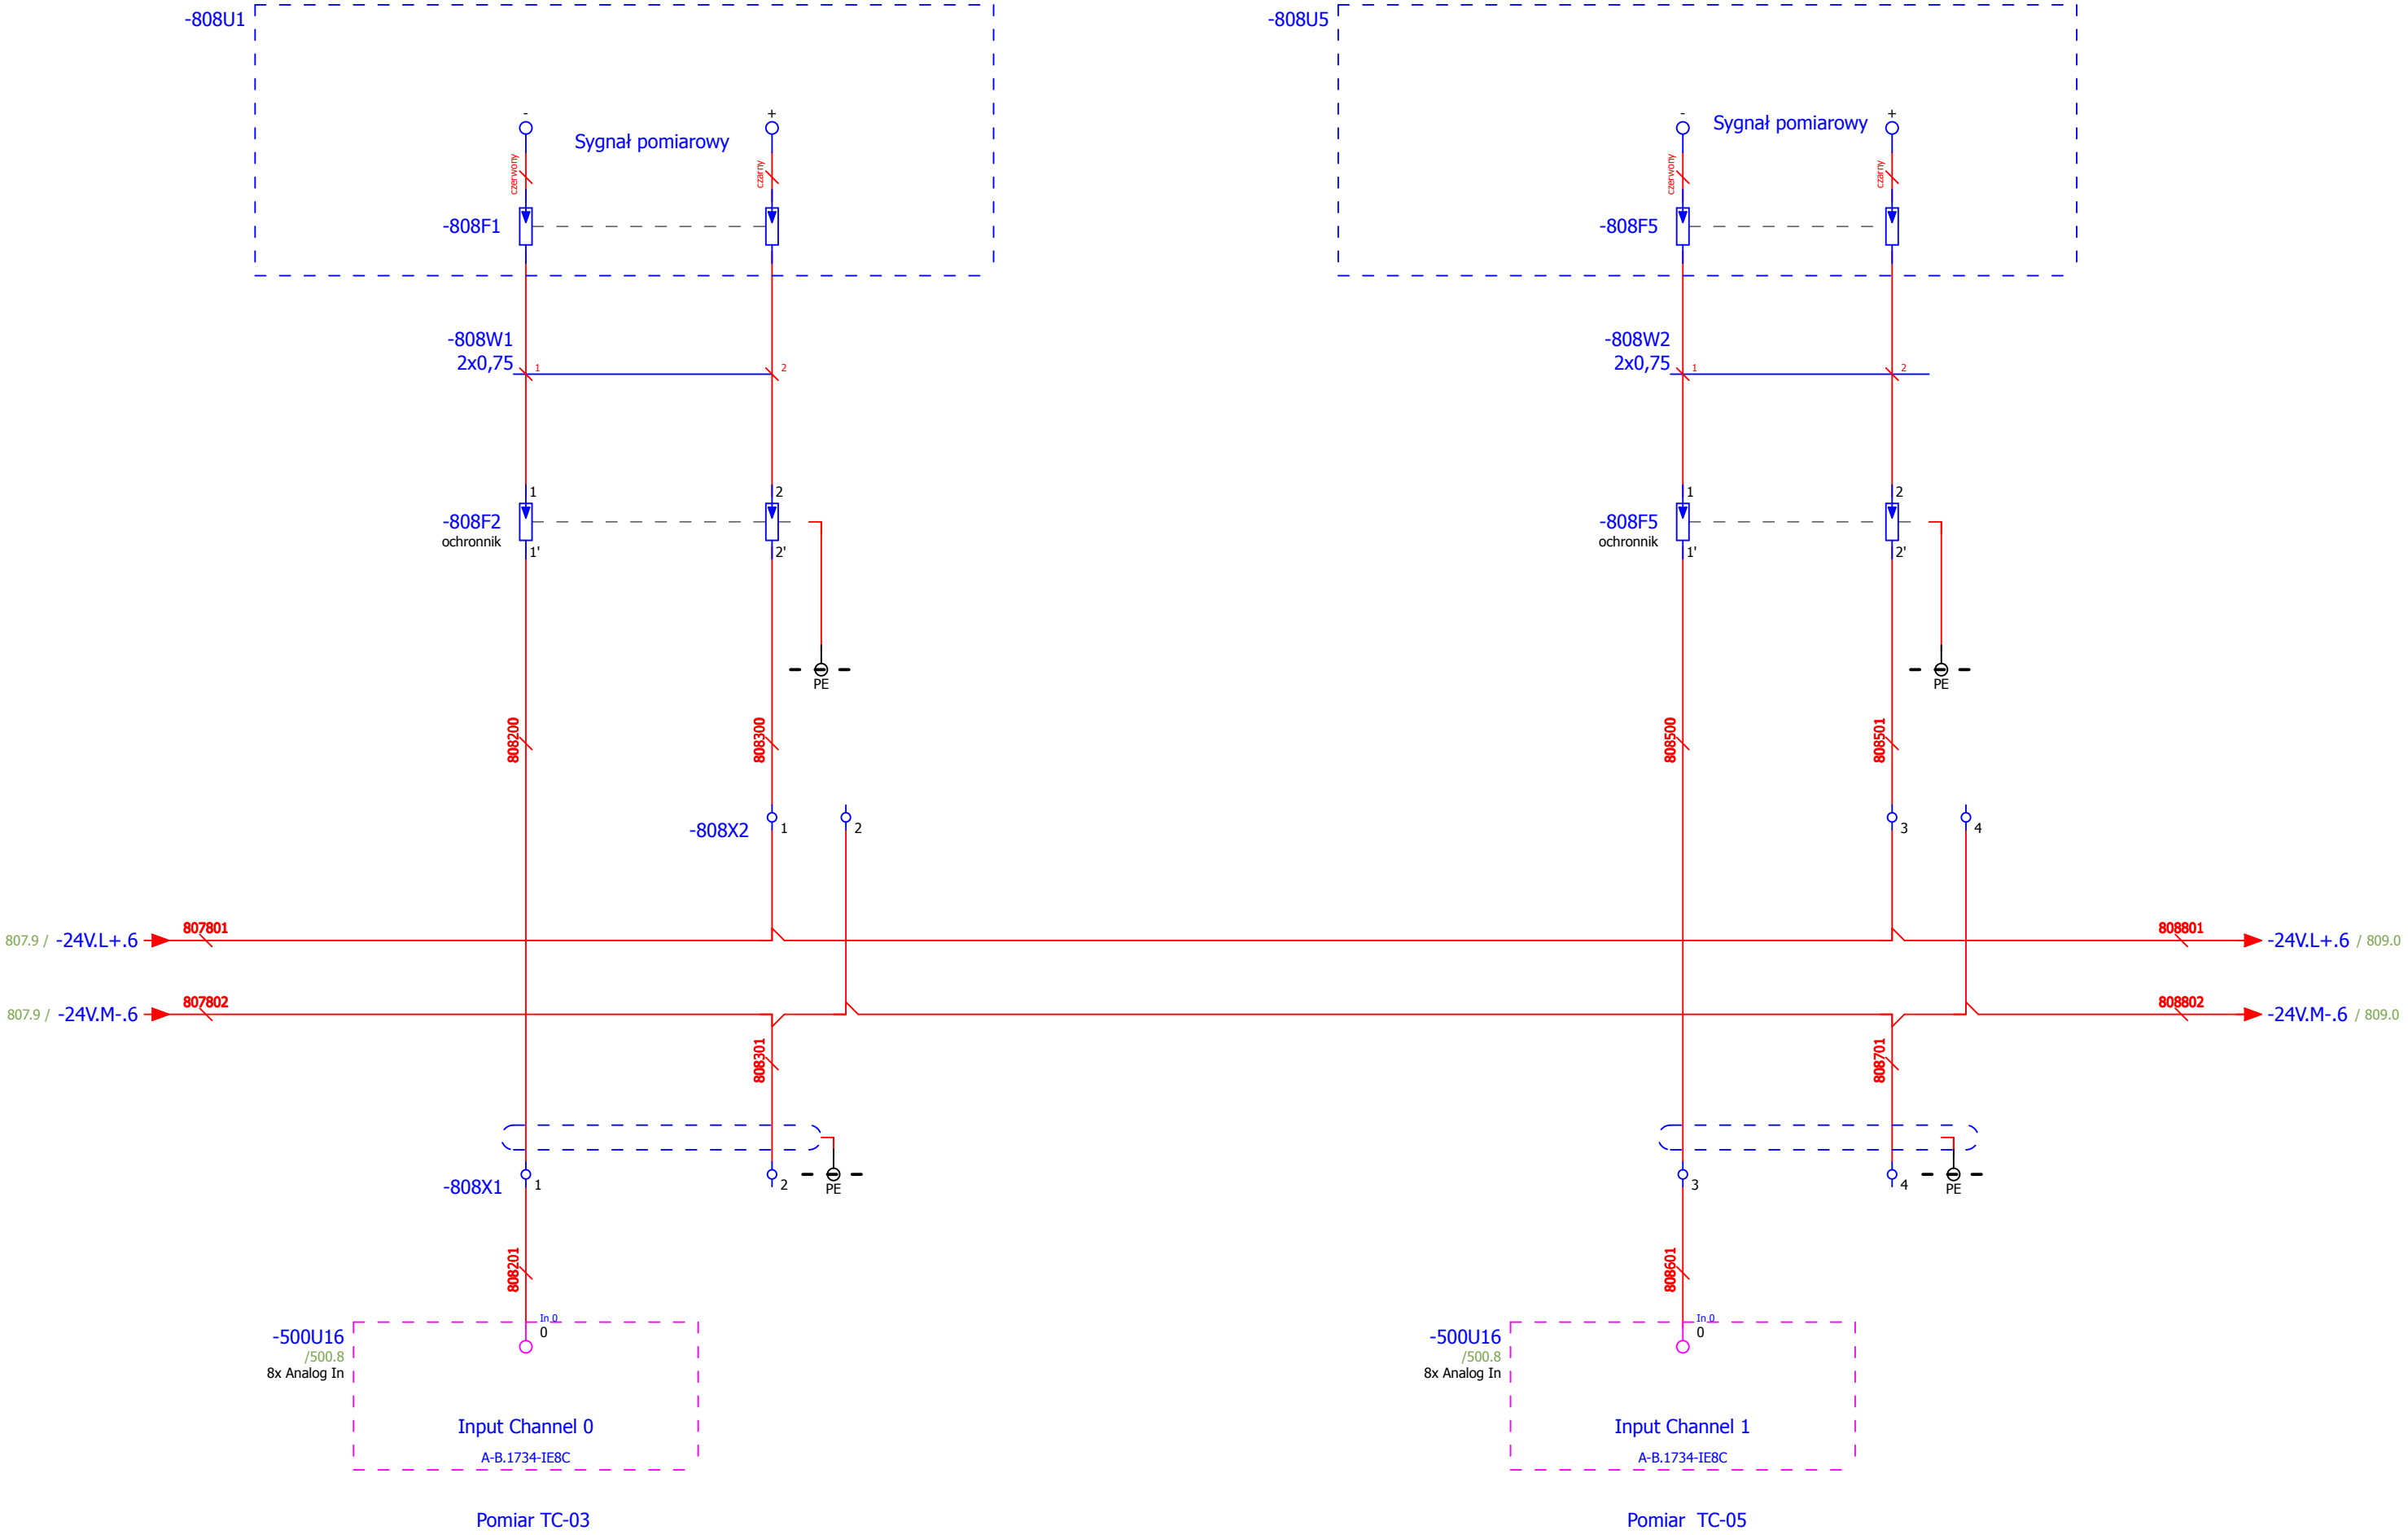 -808U1
-808U5
-
+
-
+
Sygnał pomiarowy
Sygnał pomiarowy
czerwony
czarny
czerwony
czarny
-808F1
-808F5
-808W1
2x0,75
1
2
-808W2
2x0,75
1
2
1
2
1
2
-808F2
ochronnik
-808F5
ochronnik
1'
2'
1'
2'
PE
PE
808200
808300
808500
808501
-808X2
1
2
3
4
807.9 / -24V.L+.6
807801
808801
-24V.L+.6 / 809.0
807.9 / -24V.M-.6
807802
808802
-24V.M-.6 / 809.0
808301
808701
-808X1
1
2
PE
3
4
PE
808201
808601
-500U16
/500.8
8x Analog In
In 0
0
-500U16
/500.8
8x Analog In
In 0
0
Input Channel 0
A-B.1734-IE8C
Input Channel 1
A-B.1734-IE8C
Pomiar TC-03
Pomiar  TC-05